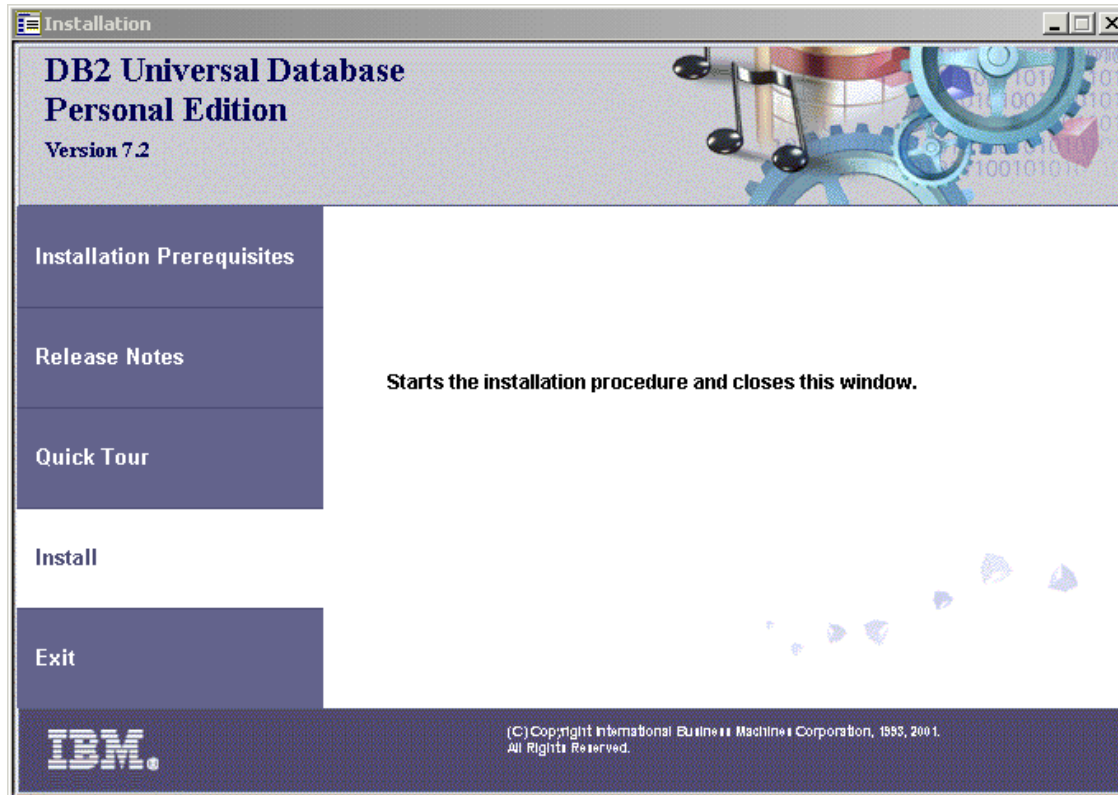 Installation
DB2 Universal Database
Personal Edition
Version 7.2
Installation Prerequisites
Release Notes
Quick Tour
Install
Exit
Starts the installation procedure and closes this window.
IBM
(C) Copyright International Business Machines Corporation, 1993, 2001.
All Rights Reserved.